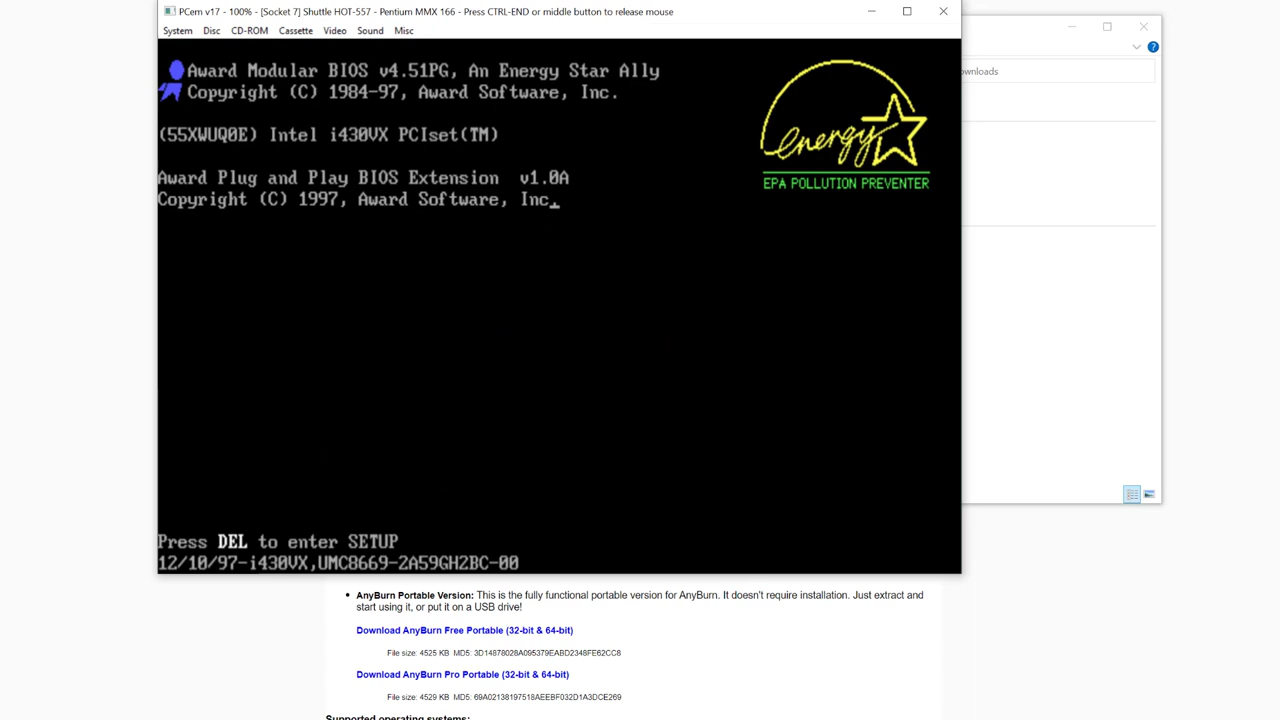 PCem v17 - 100% - [Socket 7] Shuttle HOT-557 - Pentium MMX 166 - Press CTRL-END or middle button to release mouse
System Disc CD-ROM Cassette Video Sound Misc
Award Modular BIOS v4.51PG, An Energy Star Ally
Copyright (C) 1984-97, Award Software, Inc.
(55XWUQ0E) Intel i430VX PCIset(TM)
Award Plug and Play BIOS Extension v1.0A
Copyright (C) 1997, Award Software, Inc.
energy
EPA POLLUTION PREVENTER
Press DEL to enter SETUP
12/10/97-i430VX,UMC8669-2A59GH2BC-00
?
wnloads
• AnyBurn Portable Version: This is the fully functional portable version for AnyBurn. It doesn't require installation. Just extract and
start using it, or put it on a USB drive!
Download AnyBurn Free Portable (32-bit & 64-bit)
File size: 4525 KB MD5: 3D14878028A095379EABD2348FE62CC8
Download AnyBurn Pro Portable (32-bit & 64-bit)
File size: 4529 KB MD5: 69A02138197518AEEBF032D1A3DCE269
Supported operating systems: